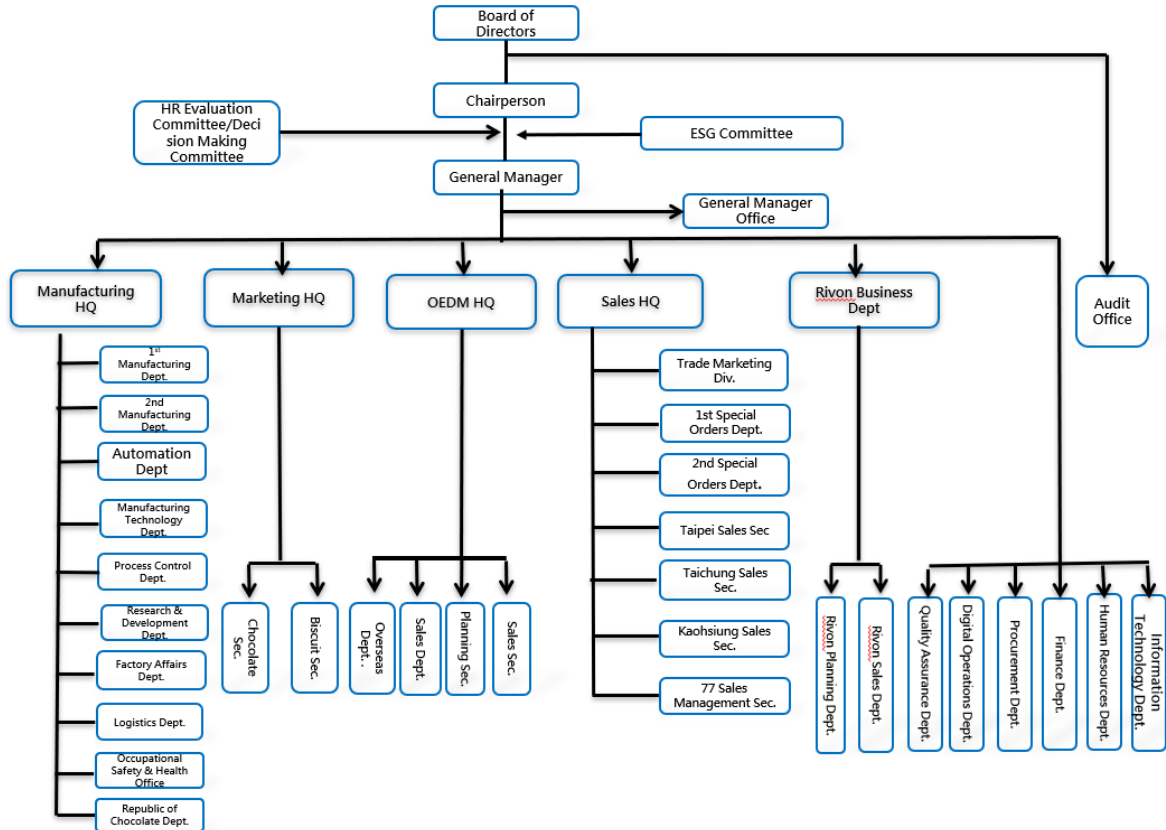 Board of
Directors
Chairperson
HR Evaluation
Committee/Deci
sion Making
Committee
ESG Committee
General Manager
General Manager
Office
Manufacturing
HQ
Marketing HQ
OEDM HQ
Sales HQ
Rivon Business
Dept
Audit
Office
1st
Manufacturing
Dept.
2nd
Manufacturing
Dept.
Automation
Dept
Manufacturing
Technology
Dept.
Process Control
Dept.
Research &
Development
Dept.
Factory Affairs
Dept.
Logistics Dept.
Occupational
Safety & Health
Office
Republic of
Chocolate Dept.
Chocolate
Sec.
Biscuit Sec.
Overseas
Dept. .
Sales Dept.
Planning Sec.
Sales Sec.
Trade Marketing
Div.
1st Special
Orders Dept.
2nd Special
Orders Dept.
Taipei Sales Sec
Taichung Sales
Sec.
Kaohsiung Sales
Sec.
77 Sales
Management Sec.
Rivon Planning Dept.
Rivon Sales Dept.
Quality Assurance Dept.
Digital Operations Dept.
Procurement Dept.
Finance Dept.
Human Resources Dept.
Information
Technology Dept.